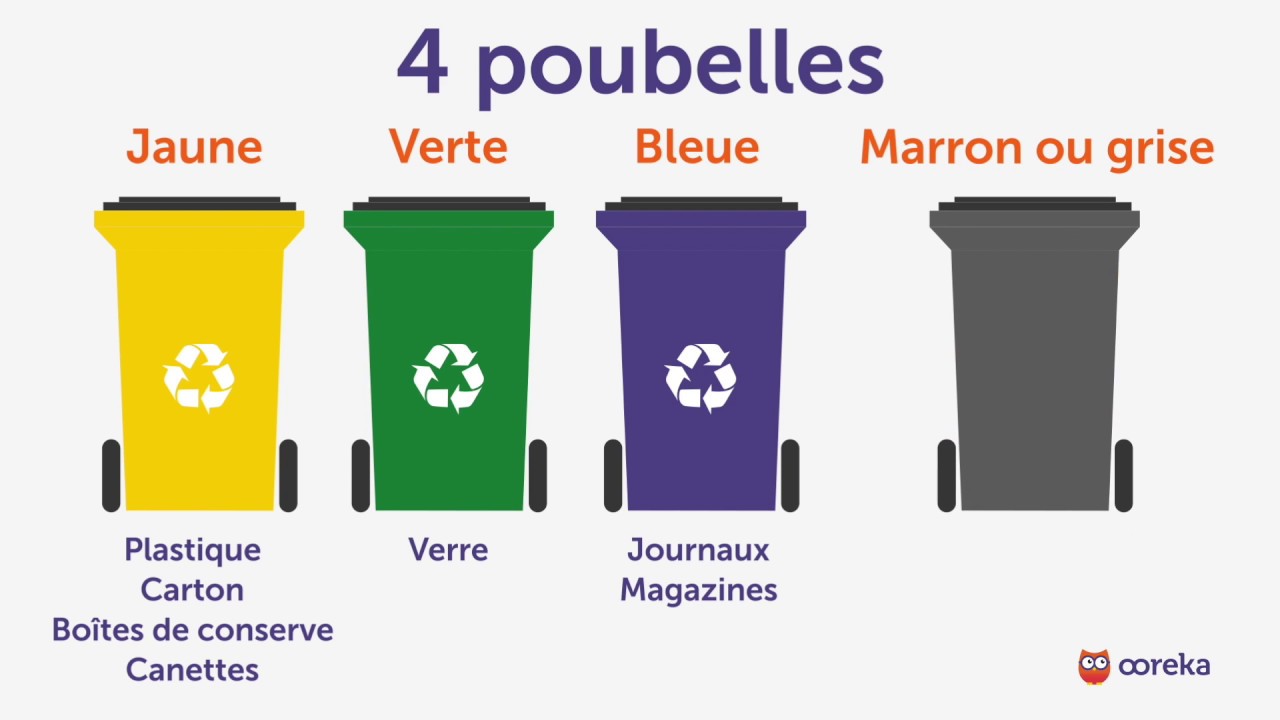 4 poubelles
Jaune
Verte
Bleue
Marron ou grise
Plastique
Carton
Boîtes de conserve
Canettes
Verre
Journaux
Magazines
ooreka